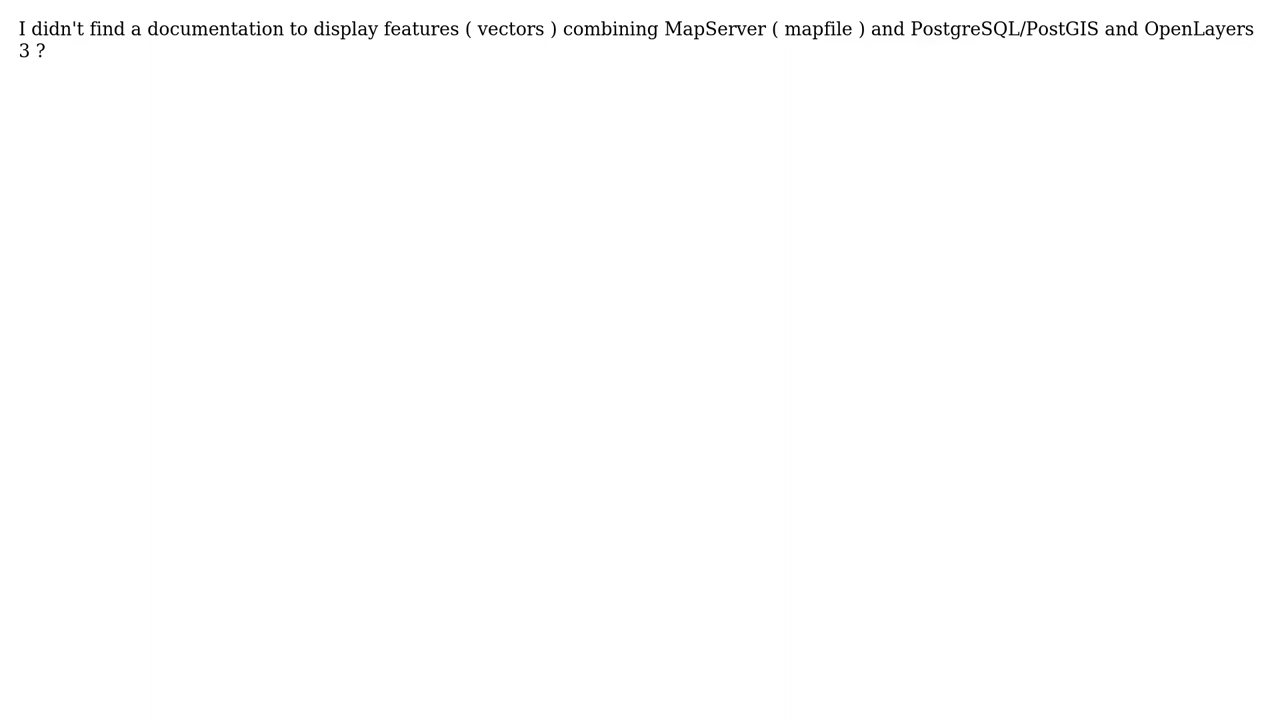 I didn't find a documentation to display features ( vectors ) combining MapServer ( mapfile ) and PostgreSQL/PostGIS and OpenLayers
3 ?